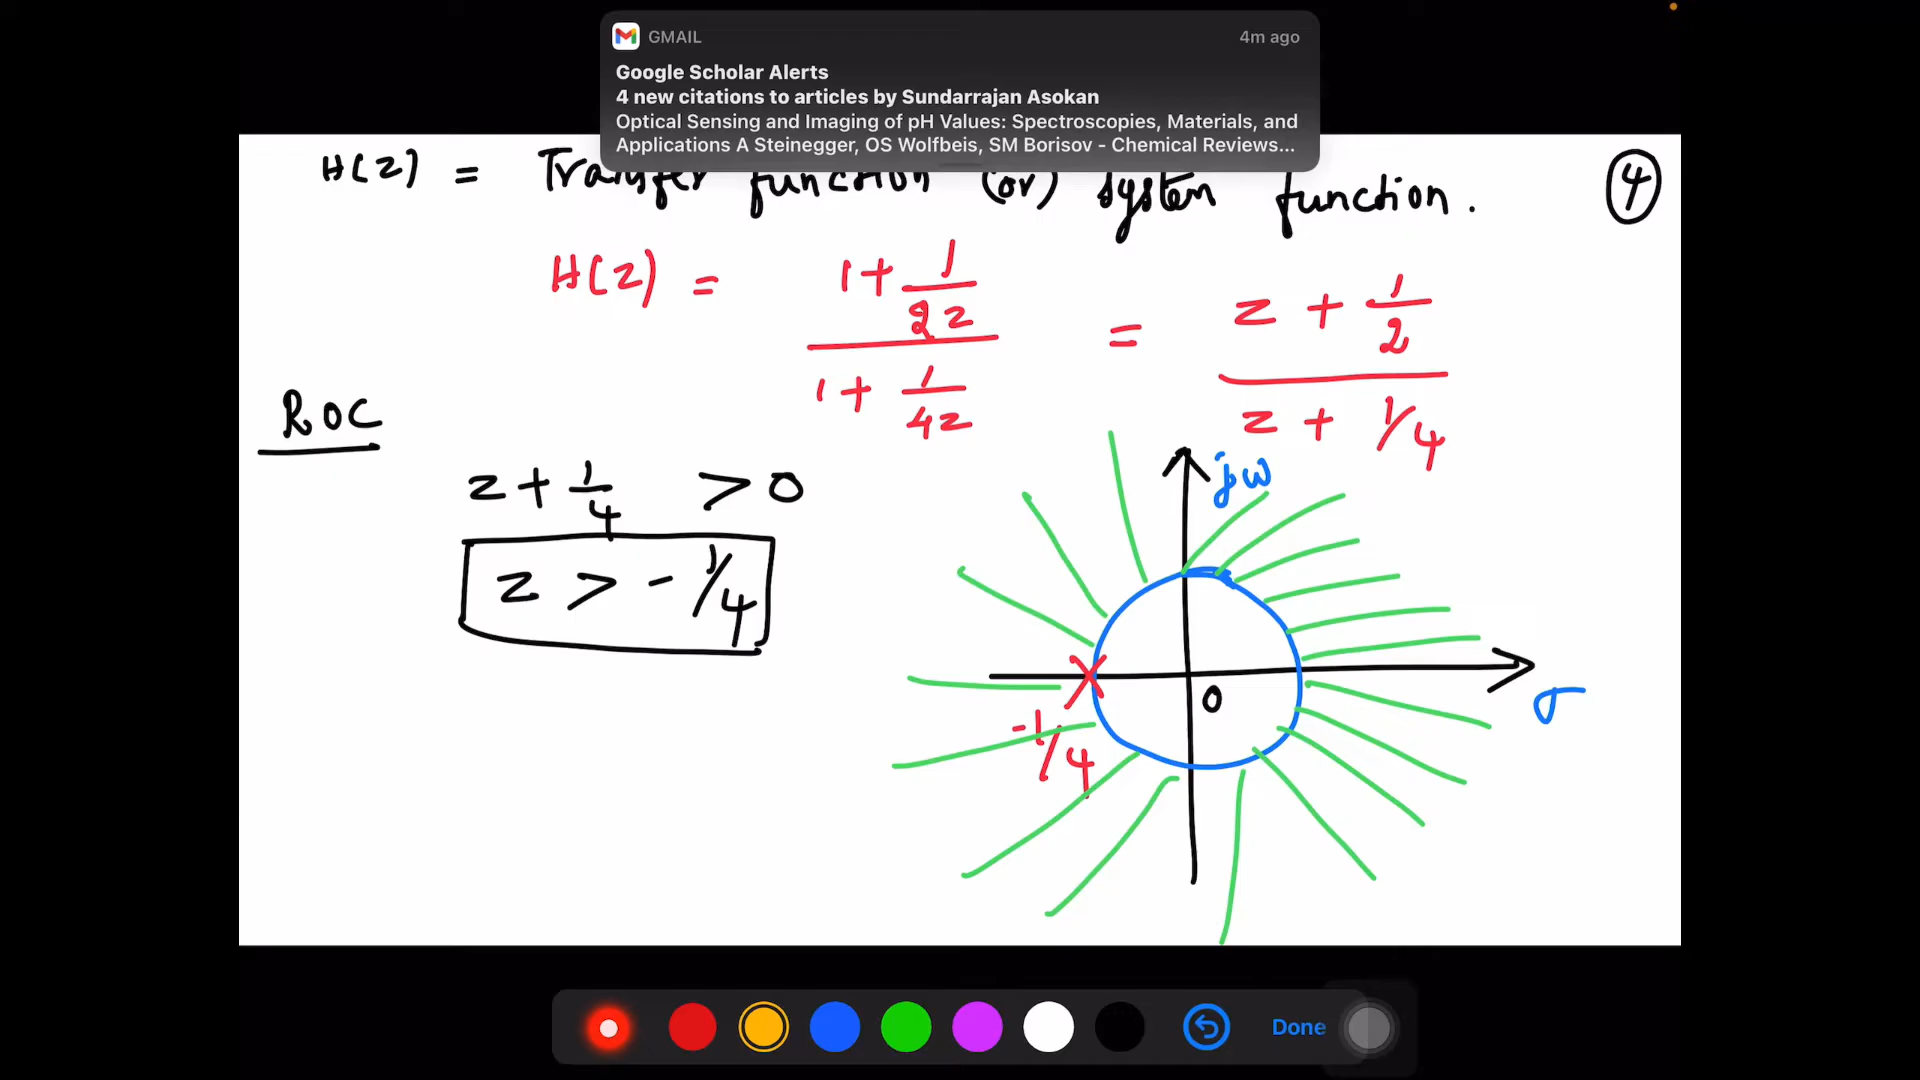 GMAIL 4m ago
Google Scholar Alerts
4 new citations to articles by Sundarrajan Asokan
Optical Sensing and Imaging of pH Values: Spectroscopies, Materials, and
Applications A Steinegger, OS Wolfbeis, SM Borisov - Chemical Reviews...
H(z) = Transfer function (or) system function. 4
H(z) = (1 + 1/2z) / (1 + 1/4z) = (z + 1/2) / (z + 1/4)
ROC
z + 1/4 > 0
z > -1/4
jω
0
σ
-1/4
Done